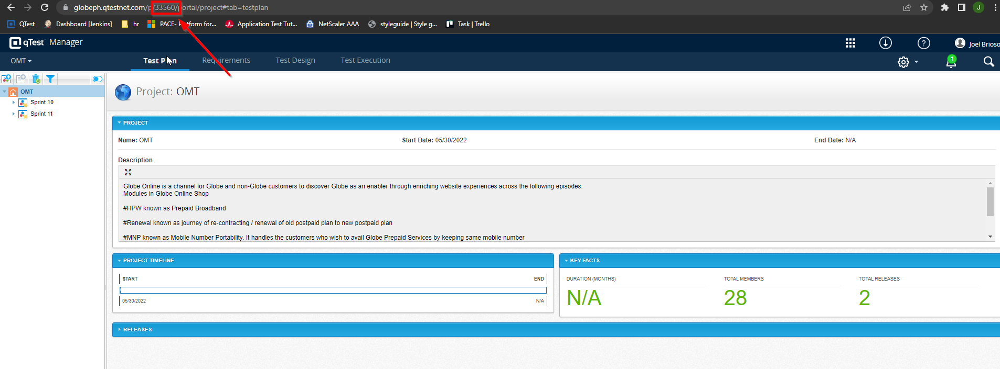 globeph.qtestnet.com/p/33560/portal/project#tab=testplan
J
QTest Dashboard [Jenkins] hr PACE- Platform for... Application Test Tut... NetScaler AAA styleguide | Style g... Task | Trello
qTest Manager
Joel Brioso
OMT Test Plan Requirements Test Design Test Execution 1
OMT
Sprint 10
Sprint 11
Project: OMT
PROJECT
Name: OMT Start Date: 05/30/2022 End Date: N/A
Description
Globe Online is a channel for Globe and non-Globe customers to discover Globe as an enabler through enriching website experiences across the following episodes:
Modules in Globe Online Shop
#HPW known as Prepaid Broadband
#Renewal known as journey of re-contracting / renewal of old postpaid plan to new postpaid plan
#MNP known as Mobile Number Portability. It handles the customers who wish to avail Globe Prepaid Services by keeping same mobile number
PROJECT TIMELINE
START END
05/30/2022 N/A
KEY FACTS
DURATION (MONTHS) TOTAL MEMBERS TOTAL RELEASES
N/A 28 2
RELEASES